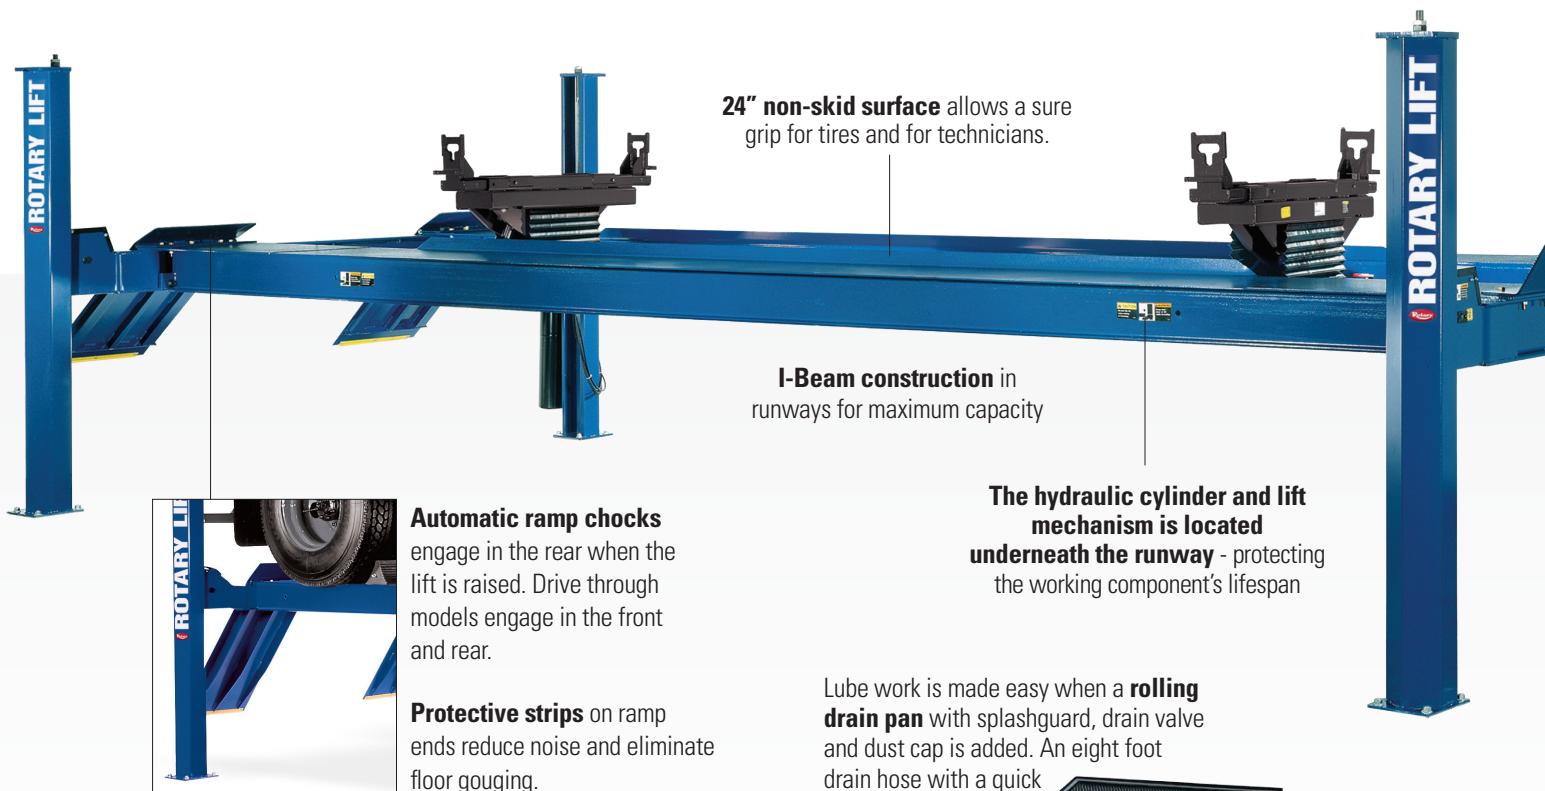 ROTARY LIFT
Rotary
24” non-skid surface allows a sure
grip for tires and for technicians.
ROTARY LIFT
Rotary
I-Beam construction in
runways for maximum capacity
The hydraulic cylinder and lift
mechanism is located
underneath the runway - protecting
the working component’s lifespan
ROTARY LIF
Automatic ramp chocks
engage in the rear when the
lift is raised. Drive through
models engage in the front
and rear.
Protective strips on ramp
ends reduce noise and eliminate
floor gouging.
Lube work is made easy when a rolling
drain pan with splashguard, drain valve
and dust cap is added. An eight foot
drain hose with a quick